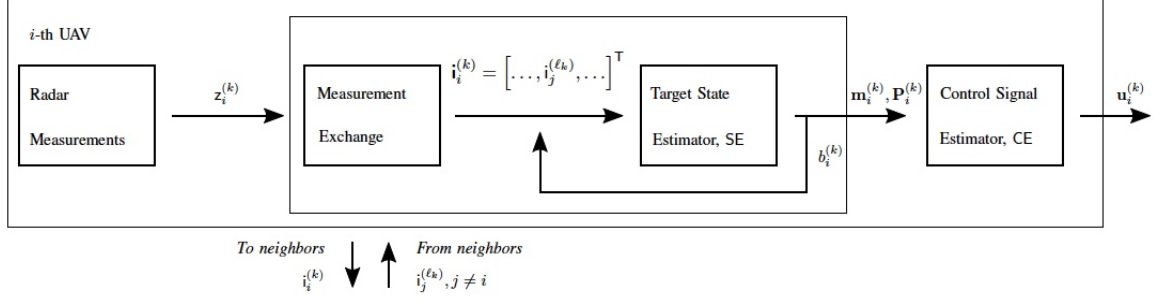 i-th UAV
Radar
Measurements
z_i^{(k)}
Measurement
Exchange
i_i^{(k)} = [..., i_j^{(ℓ_k)}, ...]^T
Target State
Estimator, SE
m_i^{(k)}, P_i^{(k)}
b_i^{(k)}
Control Signal
Estimator, CE
u_i^{(k)}
To neighbors
i_i^{(k)}
From neighbors
i_j^{(ℓ_k)}, j ≠ i